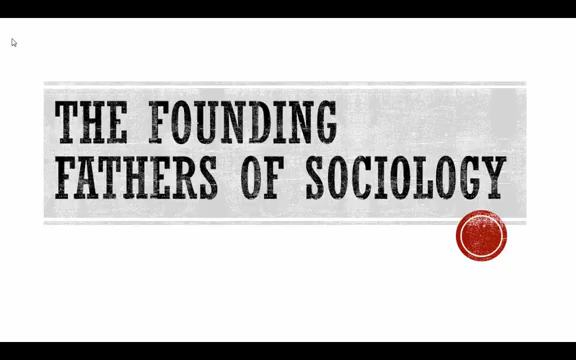 THE FOUNDING
FATHERS OF SOCIOLOGY